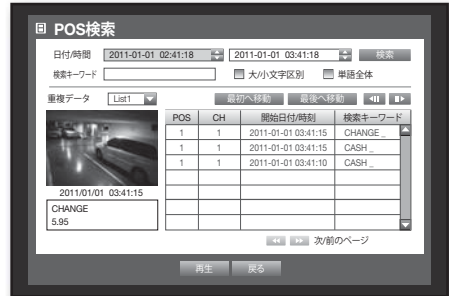 POS検索
日付/時間 2011-01-01 02:41:18 2011-01-01 03:41:18 検索
検索キーワード 大/小文字区別 単語全体
重複データ List1 最初へ移動 最後へ移動
POS CH 開始日付/時刻 検索キーワード
1 1 2011-01-01 03:41:15 CHANGE _
1 1 2011-01-01 03:41:15 CASH _
1 1 2011-01-01 03:41:10 CASH _
2011/01/01 03:41:15
CHANGE
5.95
次/前のページ
再生 戻る